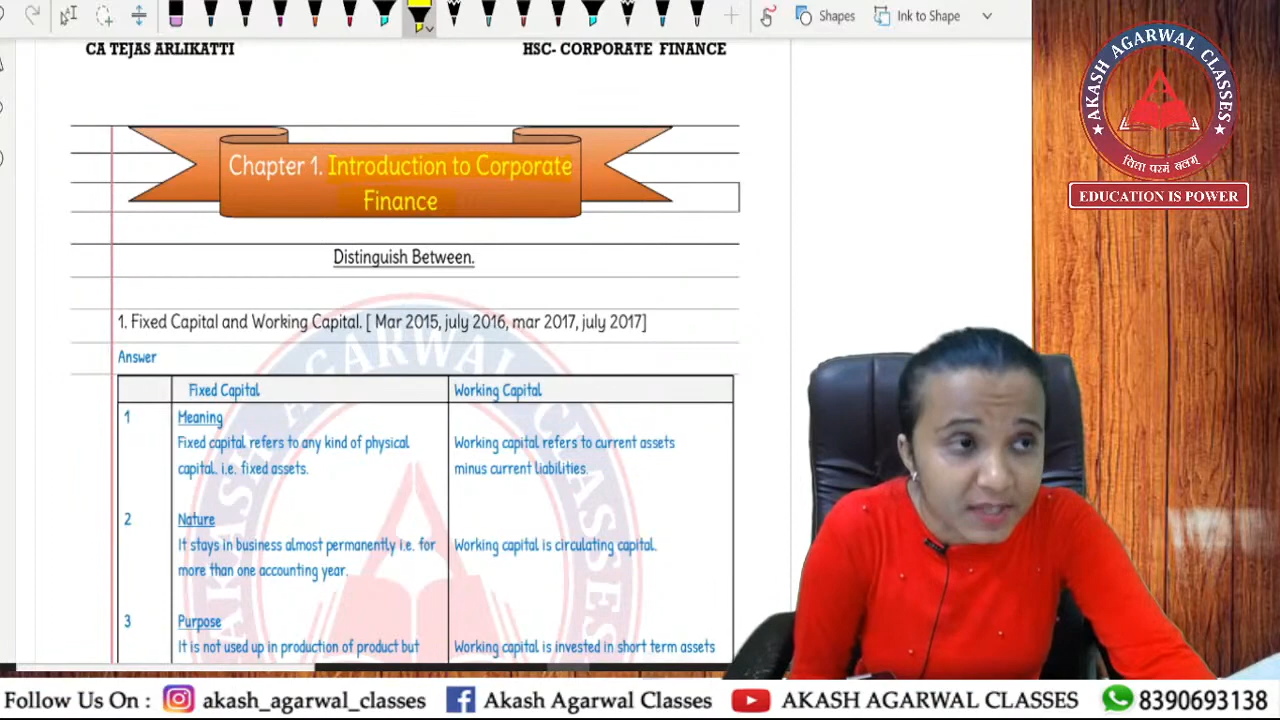 Shapes
Ink to Shape
CA TEJAS ARLIKATTI
HSC- CORPORATE FINANCE
Chapter 1. Introduction to Corporate
Finance
Distinguish Between.
1. Fixed Capital and Working Capital. [ Mar 2015, july 2016, mar 2017, july 2017]
Answer
Fixed Capital
Working Capital
1
Meaning
Fixed capital refers to any kind of physical
capital. i.e. fixed assets.
Working capital refers to current assets
minus current liabilities.
2
Nature
It stays in business almost permanently i.e. for
more than one accounting year.
Working capital is circulating capital.
3
Purpose
It is not used up in production of product but
Working capital is invested in short term assets
AKASH AGARWAL CLASSES
AKASH AGARWAL CLASSES
विद्या परमं बलम्
EDUCATION IS POWER
Follow Us On :
akash_agarwal_classes
Akash Agarwal Classes
AKASH AGARWAL CLASSES
8390693138